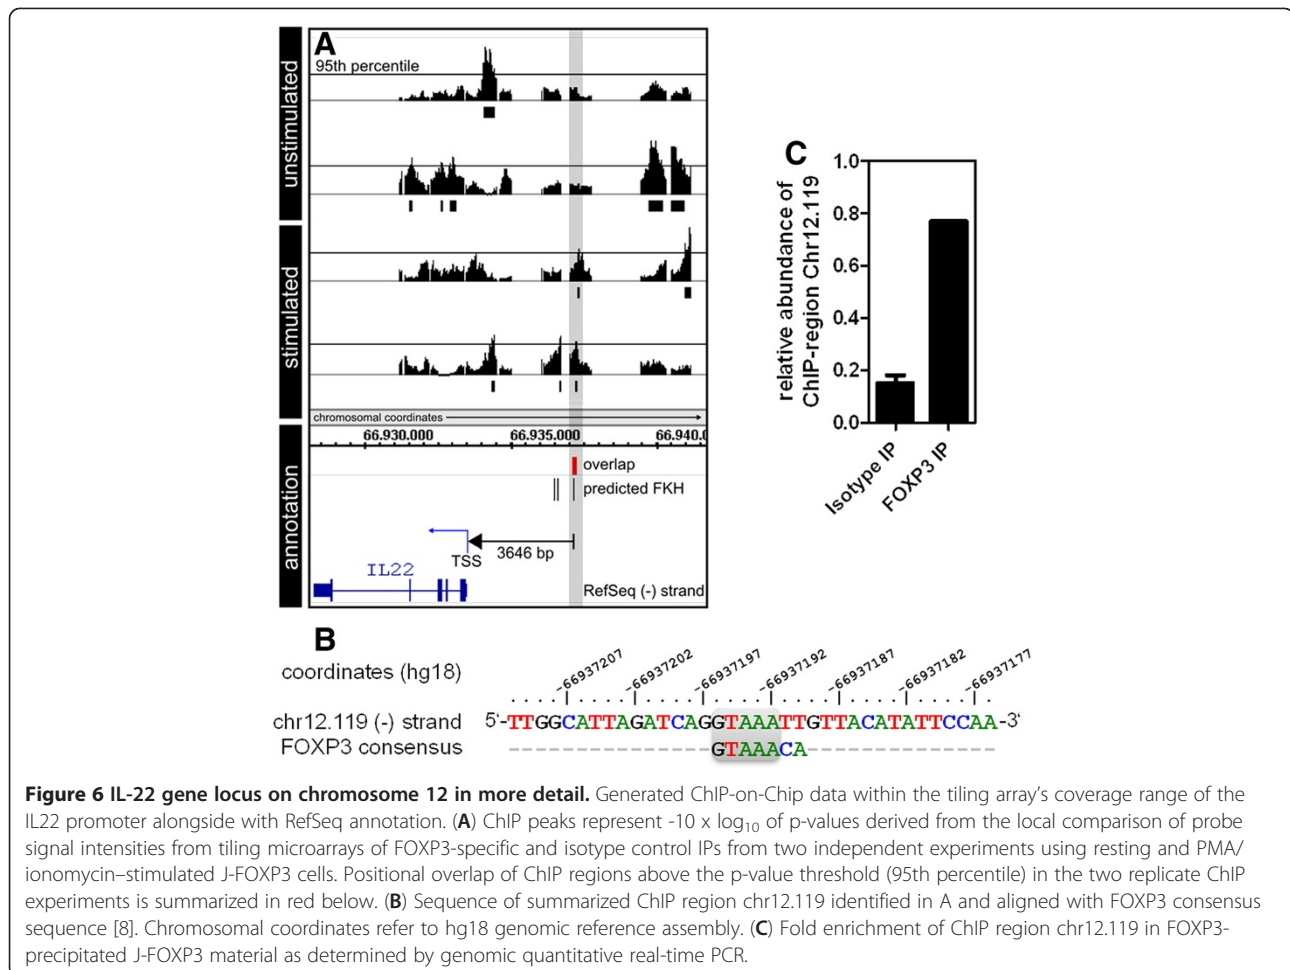 A
95th percentile
unstimulated
stimulated
annotation
chromosomal coordinates
66.930.000 66.935.000 66.940.0
overlap
predicted FKH
3646 bp
TSS
IL22
RefSeq (-) strand
C
relative abundance of
ChIP-region Chr12.119
1.0
0.8
0.6
0.4
0.2
0.0
Isotype IP
FOXP3 IP
B
coordinates (hg18)
-66937207 -66937202 -66937197 -66937192 -66937187 -66937182 -66937177
chr12.119 (-) strand 5'-TTGGCATTAGATCAGGTAAATTGTTACATATTCCAA-3'
FOXP3 consensus GTAAACA
Figure 6 IL-22 gene locus on chromosome 12 in more detail. Generated ChIP-on-Chip data within the tiling array's coverage range of the
IL22 promoter alongside with RefSeq annotation. (A) ChIP peaks represent -10 x log10 of p-values derived from the local comparison of probe
signal intensities from tiling microarrays of FOXP3-specific and isotype control IPs from two independent experiments using resting and PMA/
ionomycin–stimulated J-FOXP3 cells. Positional overlap of ChIP regions above the p-value threshold (95th percentile) in the two replicate ChIP
experiments is summarized in red below. (B) Sequence of summarized ChIP region chr12.119 identified in A and aligned with FOXP3 consensus
sequence [8]. Chromosomal coordinates refer to hg18 genomic reference assembly. (C) Fold enrichment of ChIP region chr12.119 in FOXP3-
precipitated J-FOXP3 material as determined by genomic quantitative real-time PCR.